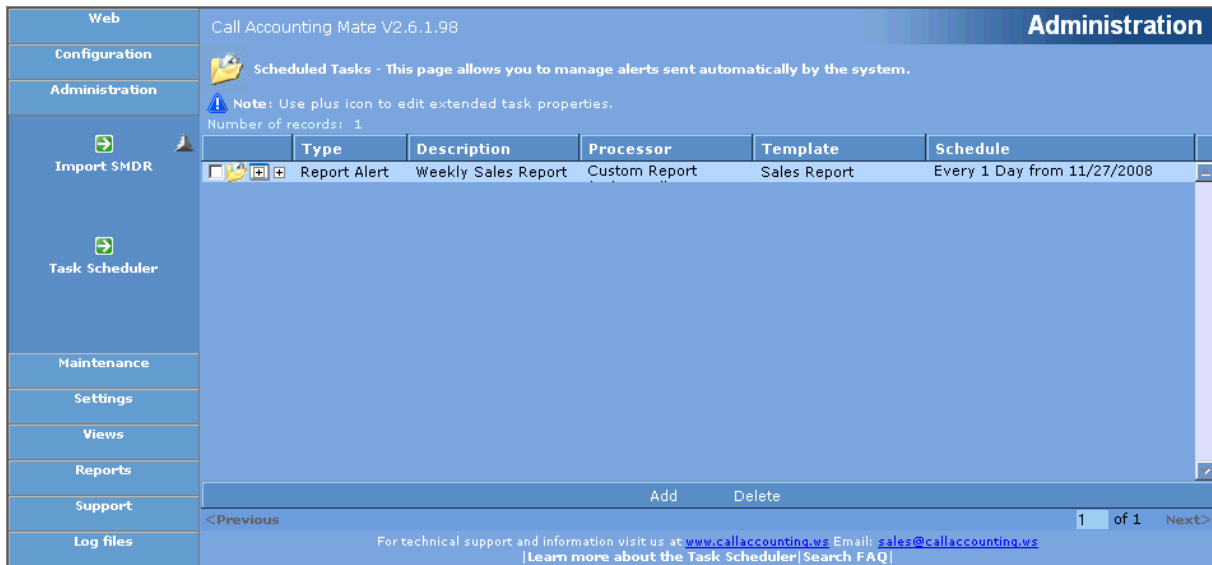 Web
Configuration
Administration
Import SMDR
Task Scheduler
Maintenance
Settings
Views
Reports
Support
Log files
Call Accounting Mate V2.6.1.98
Administration
Scheduled Tasks - This page allows you to manage alerts sent automatically by the system.
Note: Use plus icon to edit extended task properties.
Number of records: 1
Type Description Processor Template Schedule
Report Alert Weekly Sales Report Custom Report Sales Report Every 1 Day from 11/27/2008
Add Delete
<Previous 1 of 1 Next>
For technical support and information visit us at www.callaccounting.ws Email: sales@callaccounting.ws
|Learn more about the Task Scheduler|Search FAQ|